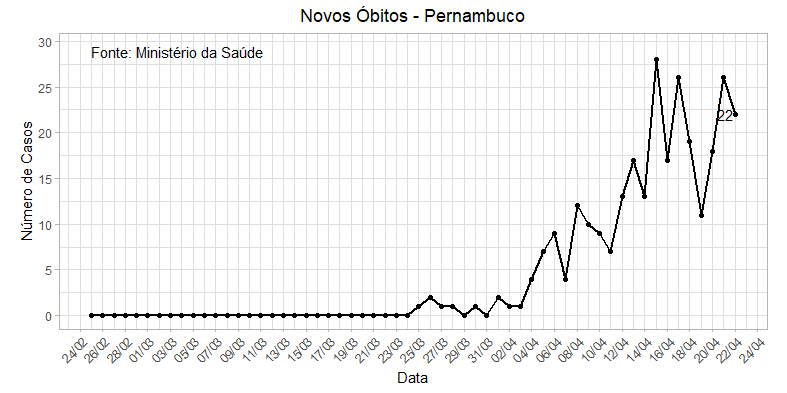 Novos Óbitos - Pernambuco
Fonte: Ministério da Saúde
Número de Casos
30
25
20
15
10
5
0
22
24/02 26/02 28/02 01/03 03/03 05/03 07/03 09/03 11/03 13/03 15/03 17/03 19/03 21/03 23/03 25/03 27/03 29/03 31/03 02/04 04/04 06/04 08/04 10/04 12/04 14/04 16/04 18/04 20/04 22/04 24/04
Data